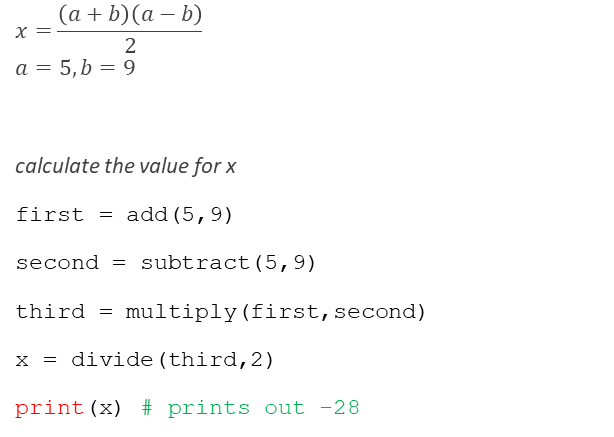 x = (a + b)(a − b)
2
a = 5, b = 9
calculate the value for x
first = add(5,9)
second = subtract(5,9)
third = multiply(first,second)
x = divide(third,2)
print(x) # prints out -28